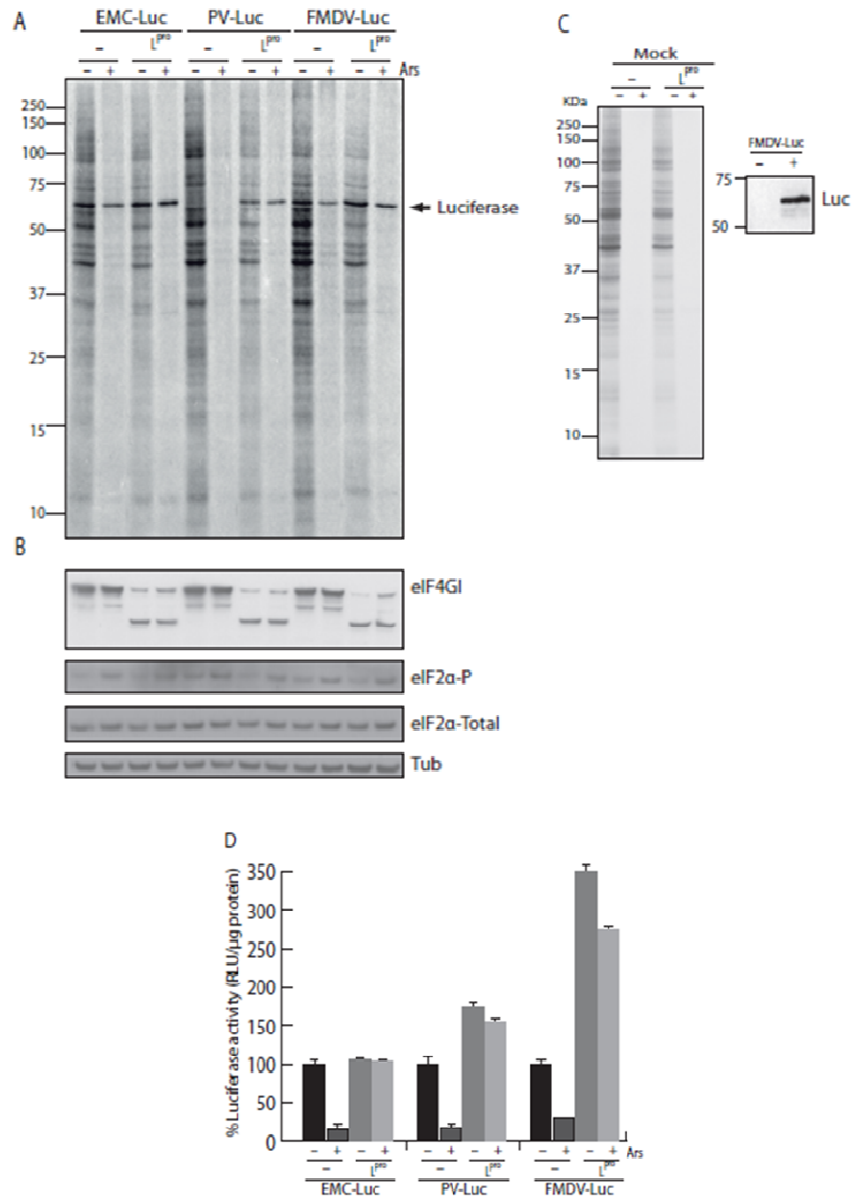 A
EMC-Luc PV-Luc FMDV-Luc
– Lpro – Lpro – Lpro
– + – + – + – + – + – + Ars
250
150
100
75
50
37
25
15
10
Luciferase
B
eIF4GI
eIF2α-P
eIF2α-Total
Tub
C
Mock
– Lpro
KDa – + – +
250
150
100
75
50
37
25
15
10
FMDV-Luc
– +
75
50
Luc
D
% Luciferase activity (RLU/µg protein)
350
300
250
200
150
100
50
0
– + – + – + – + – + – + Ars
– Lpro – Lpro – Lpro
EMC-Luc PV-Luc FMDV-Luc